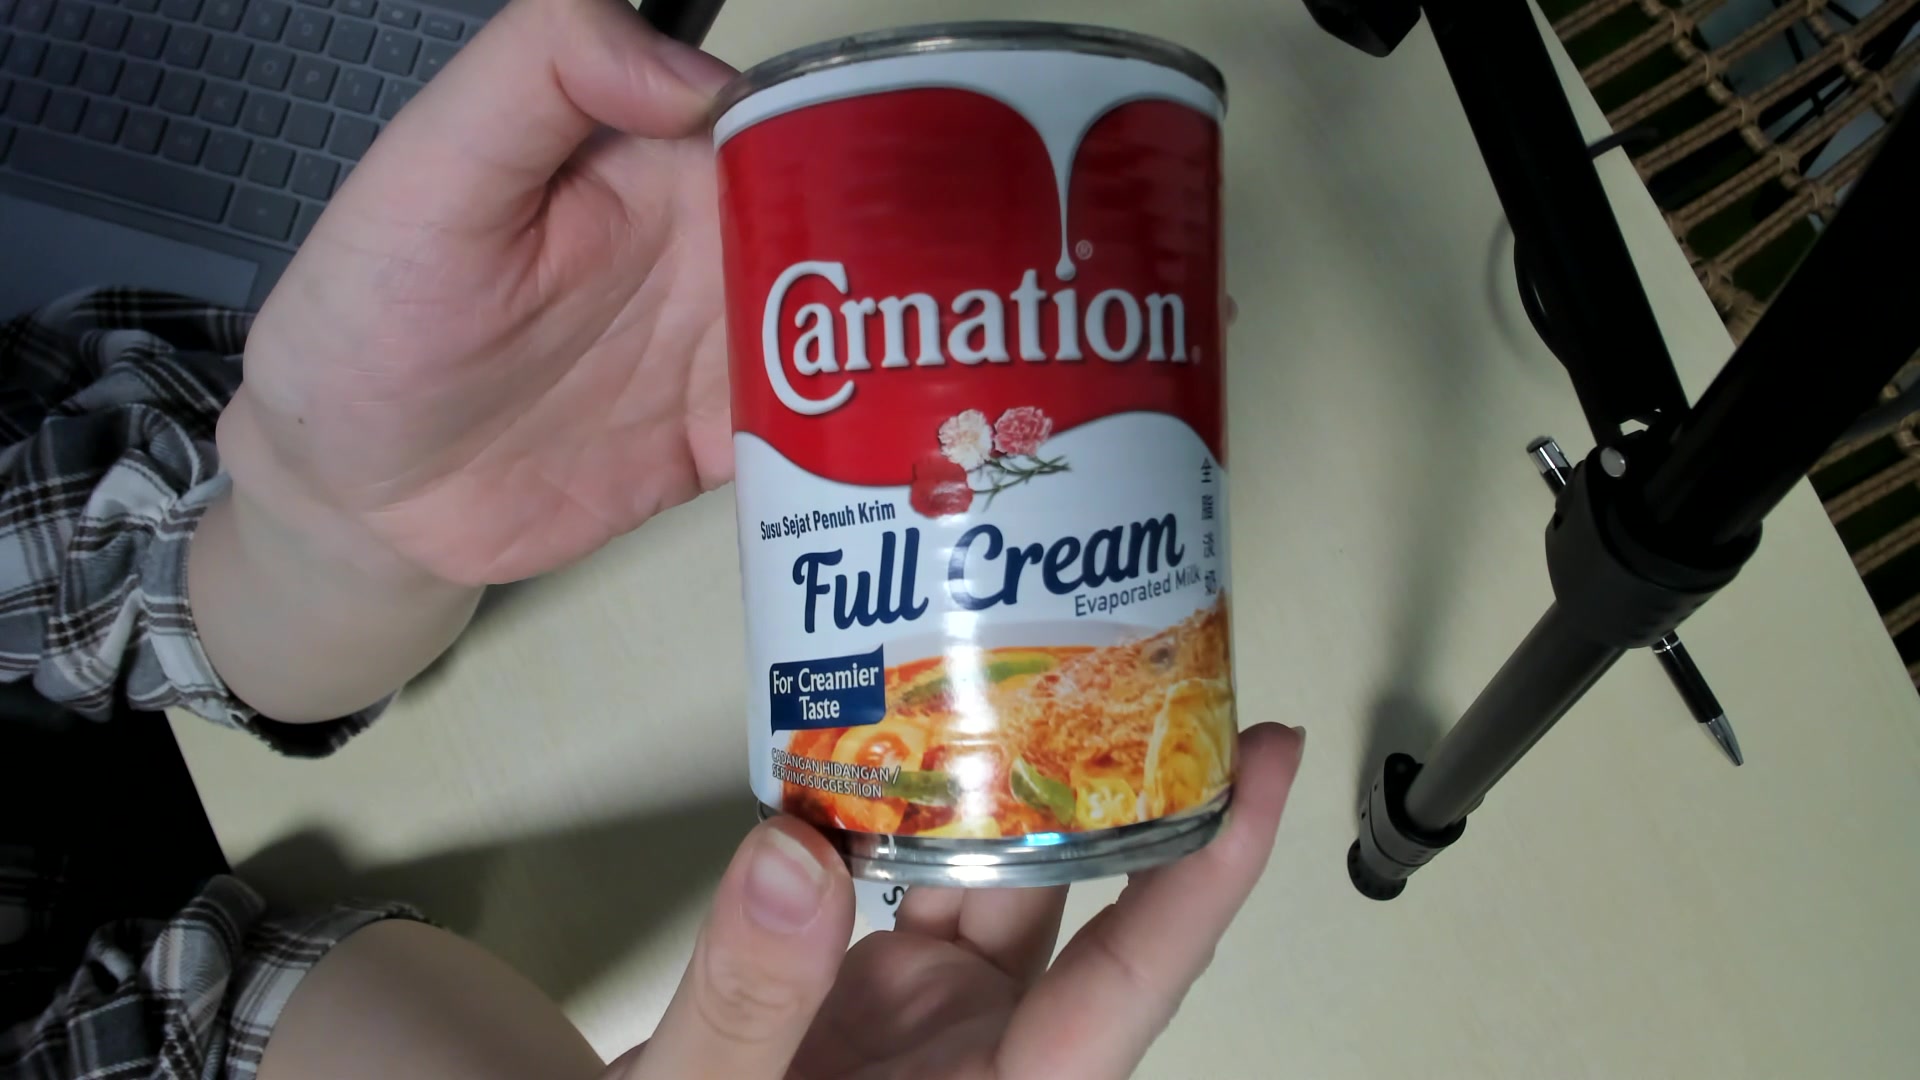 Carnation®
Susu Sejat Penuh Krim
Full Cream
Evaporated Milk
For Creamier
Taste
CADANGAN HIDANGAN /
SERVING SUGGESTION